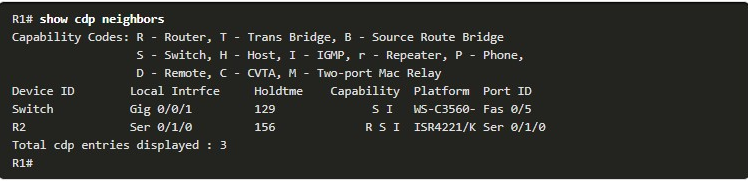 R1# show cdp neighbors
Capability Codes: R - Router, T - Trans Bridge, B - Source Route Bridge
S - Switch, H - Host, I - IGMP, r - Repeater, P - Phone,
D - Remote, C - CVTA, M - Two-port Mac Relay
Device ID Local Intrfce Holdtme Capability Platform Port ID
Switch Gig 0/0/1 129 S I WS-C3560- Fas 0/5
R2 Ser 0/1/0 156 R S I ISR4221/K Ser 0/1/0
Total cdp entries displayed : 3
R1#